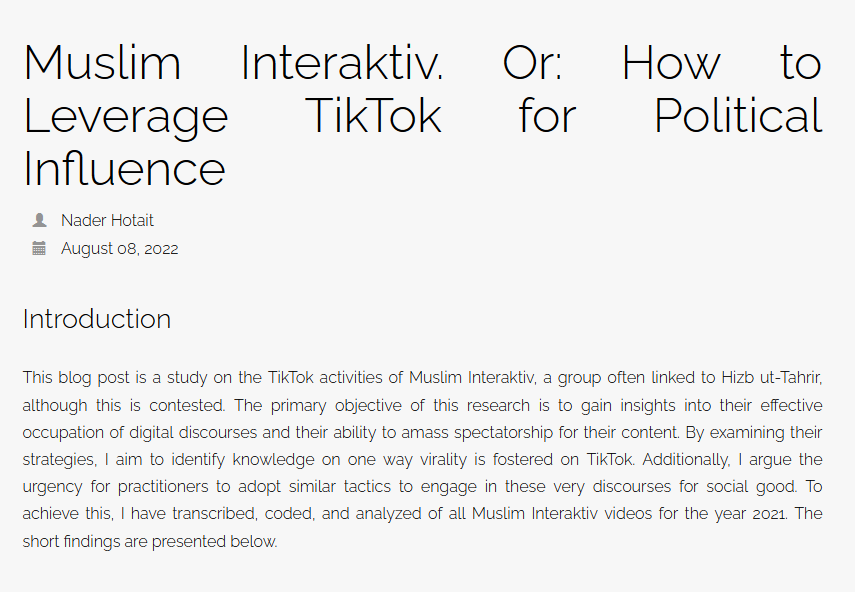 Muslim Interaktiv. Or: How to
Leverage TikTok for Political
Influence
Nader Hotait
August 08, 2022
Introduction
This blog post is a study on the TikTok activities of Muslim Interaktiv, a group often linked to Hizb ut-Tahrir,
although this is contested. The primary objective of this research is to gain insights into their effective
occupation of digital discourses and their ability to amass spectatorship for their content. By examining their
strategies, I aim to identify knowledge on one way virality is fostered on TikTok. Additionally, I argue the
urgency for practitioners to adopt similar tactics to engage in these very discourses for social good. To
achieve this, I have transcribed, coded, and analyzed of all Muslim Interaktiv videos for the year 2021. The
short findings are presented below.